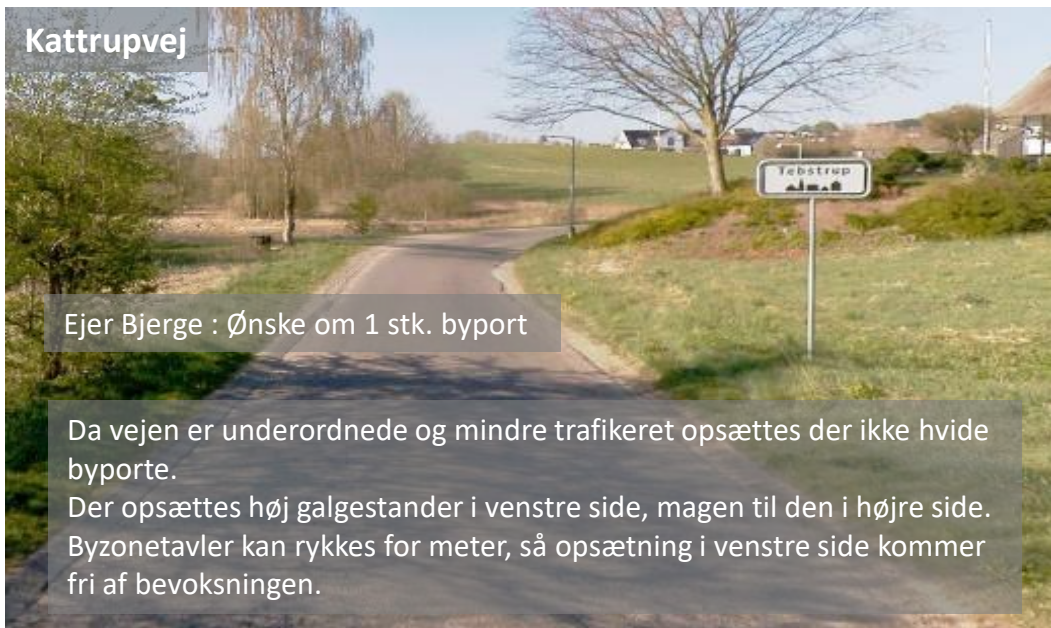 Kattrupvej
Tebstrup
Ejer Bjerge : Ønske om 1 stk. byport
Da vejen er underordnede og mindre trafikeret opsættes der ikke hvide
byporte.
Der opsættes høj galgestander i venstre side, magen til den i højre side.
Byzonetavler kan rykkes for meter, så opsætning i venstre side kommer
fri af bevoksningen.